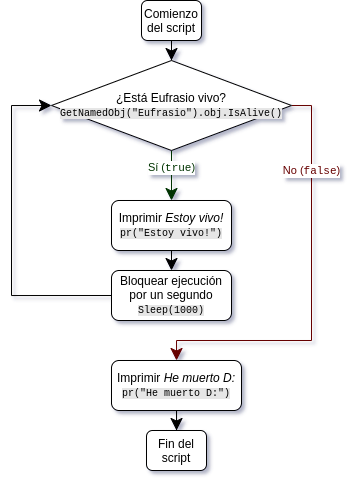 Comienzo
del script
¿Está Eufrasio vivo?
GetNamedObj("Eufrasio").obj.IsAlive()
Sí (true)
No (false)
Imprimir Estoy vivo!
pr("Estoy vivo!")
Bloquear ejecución
por un segundo
Sleep(1000)
Imprimir He muerto D:
pr("He muerto D:")
Fin del
script